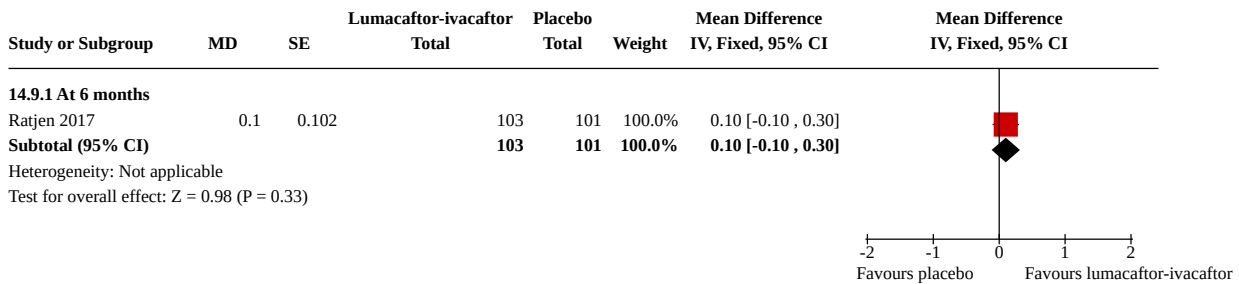 Lumacaftor-ivacaftor Placebo Mean Difference Mean Difference
Study or Subgroup MD SE Total Total Weight IV, Fixed, 95% CI IV, Fixed, 95% CI
14.9.1 At 6 months
Ratjen 2017 0.1 0.102 103 101 100.0% 0.10 [-0.10 , 0.30]
Subtotal (95% CI) 103 101 100.0% 0.10 [-0.10 , 0.30]
Heterogeneity: Not applicable
Test for overall effect: Z = 0.98 (P = 0.33)
-2 -1 0 1 2
Favours placebo Favours lumacaftor-ivacaftor